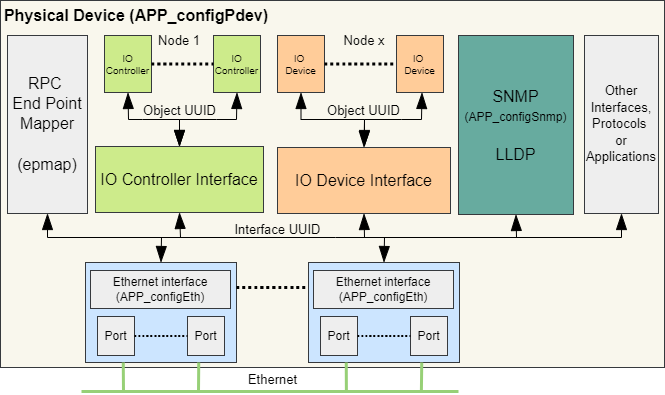 Physical Device (APP_configPdev)
RPC
End Point
Mapper
(epmap)
IO
Controller
Node 1
IO
Controller
Object UUID
IO Controller Interface
IO
Device
Node x
IO
Device
Object UUID
IO Device Interface
SNMP
(APP_configSnmp)
LLDP
Other
Interfaces,
Protocols
or
Applications
Interface UUID
Ethernet interface
(APP_configEth)
Port
Port
Ethernet interface
(APP_configEth)
Port
Port
Ethernet